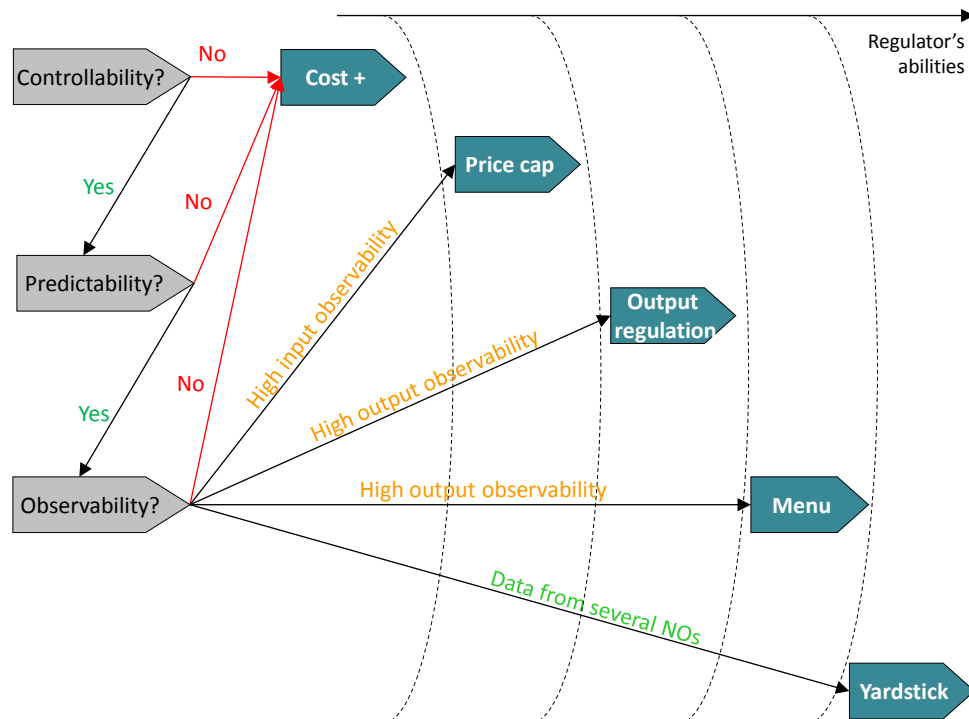 No
Controllability?
Cost +
Regulator's
abilities
Price cap
Yes
No
Predictability?
High input observability
Output
regulation
High output observability
No
Yes
Observability?
High output observability
Menu
Data from several NOs
Yardstick